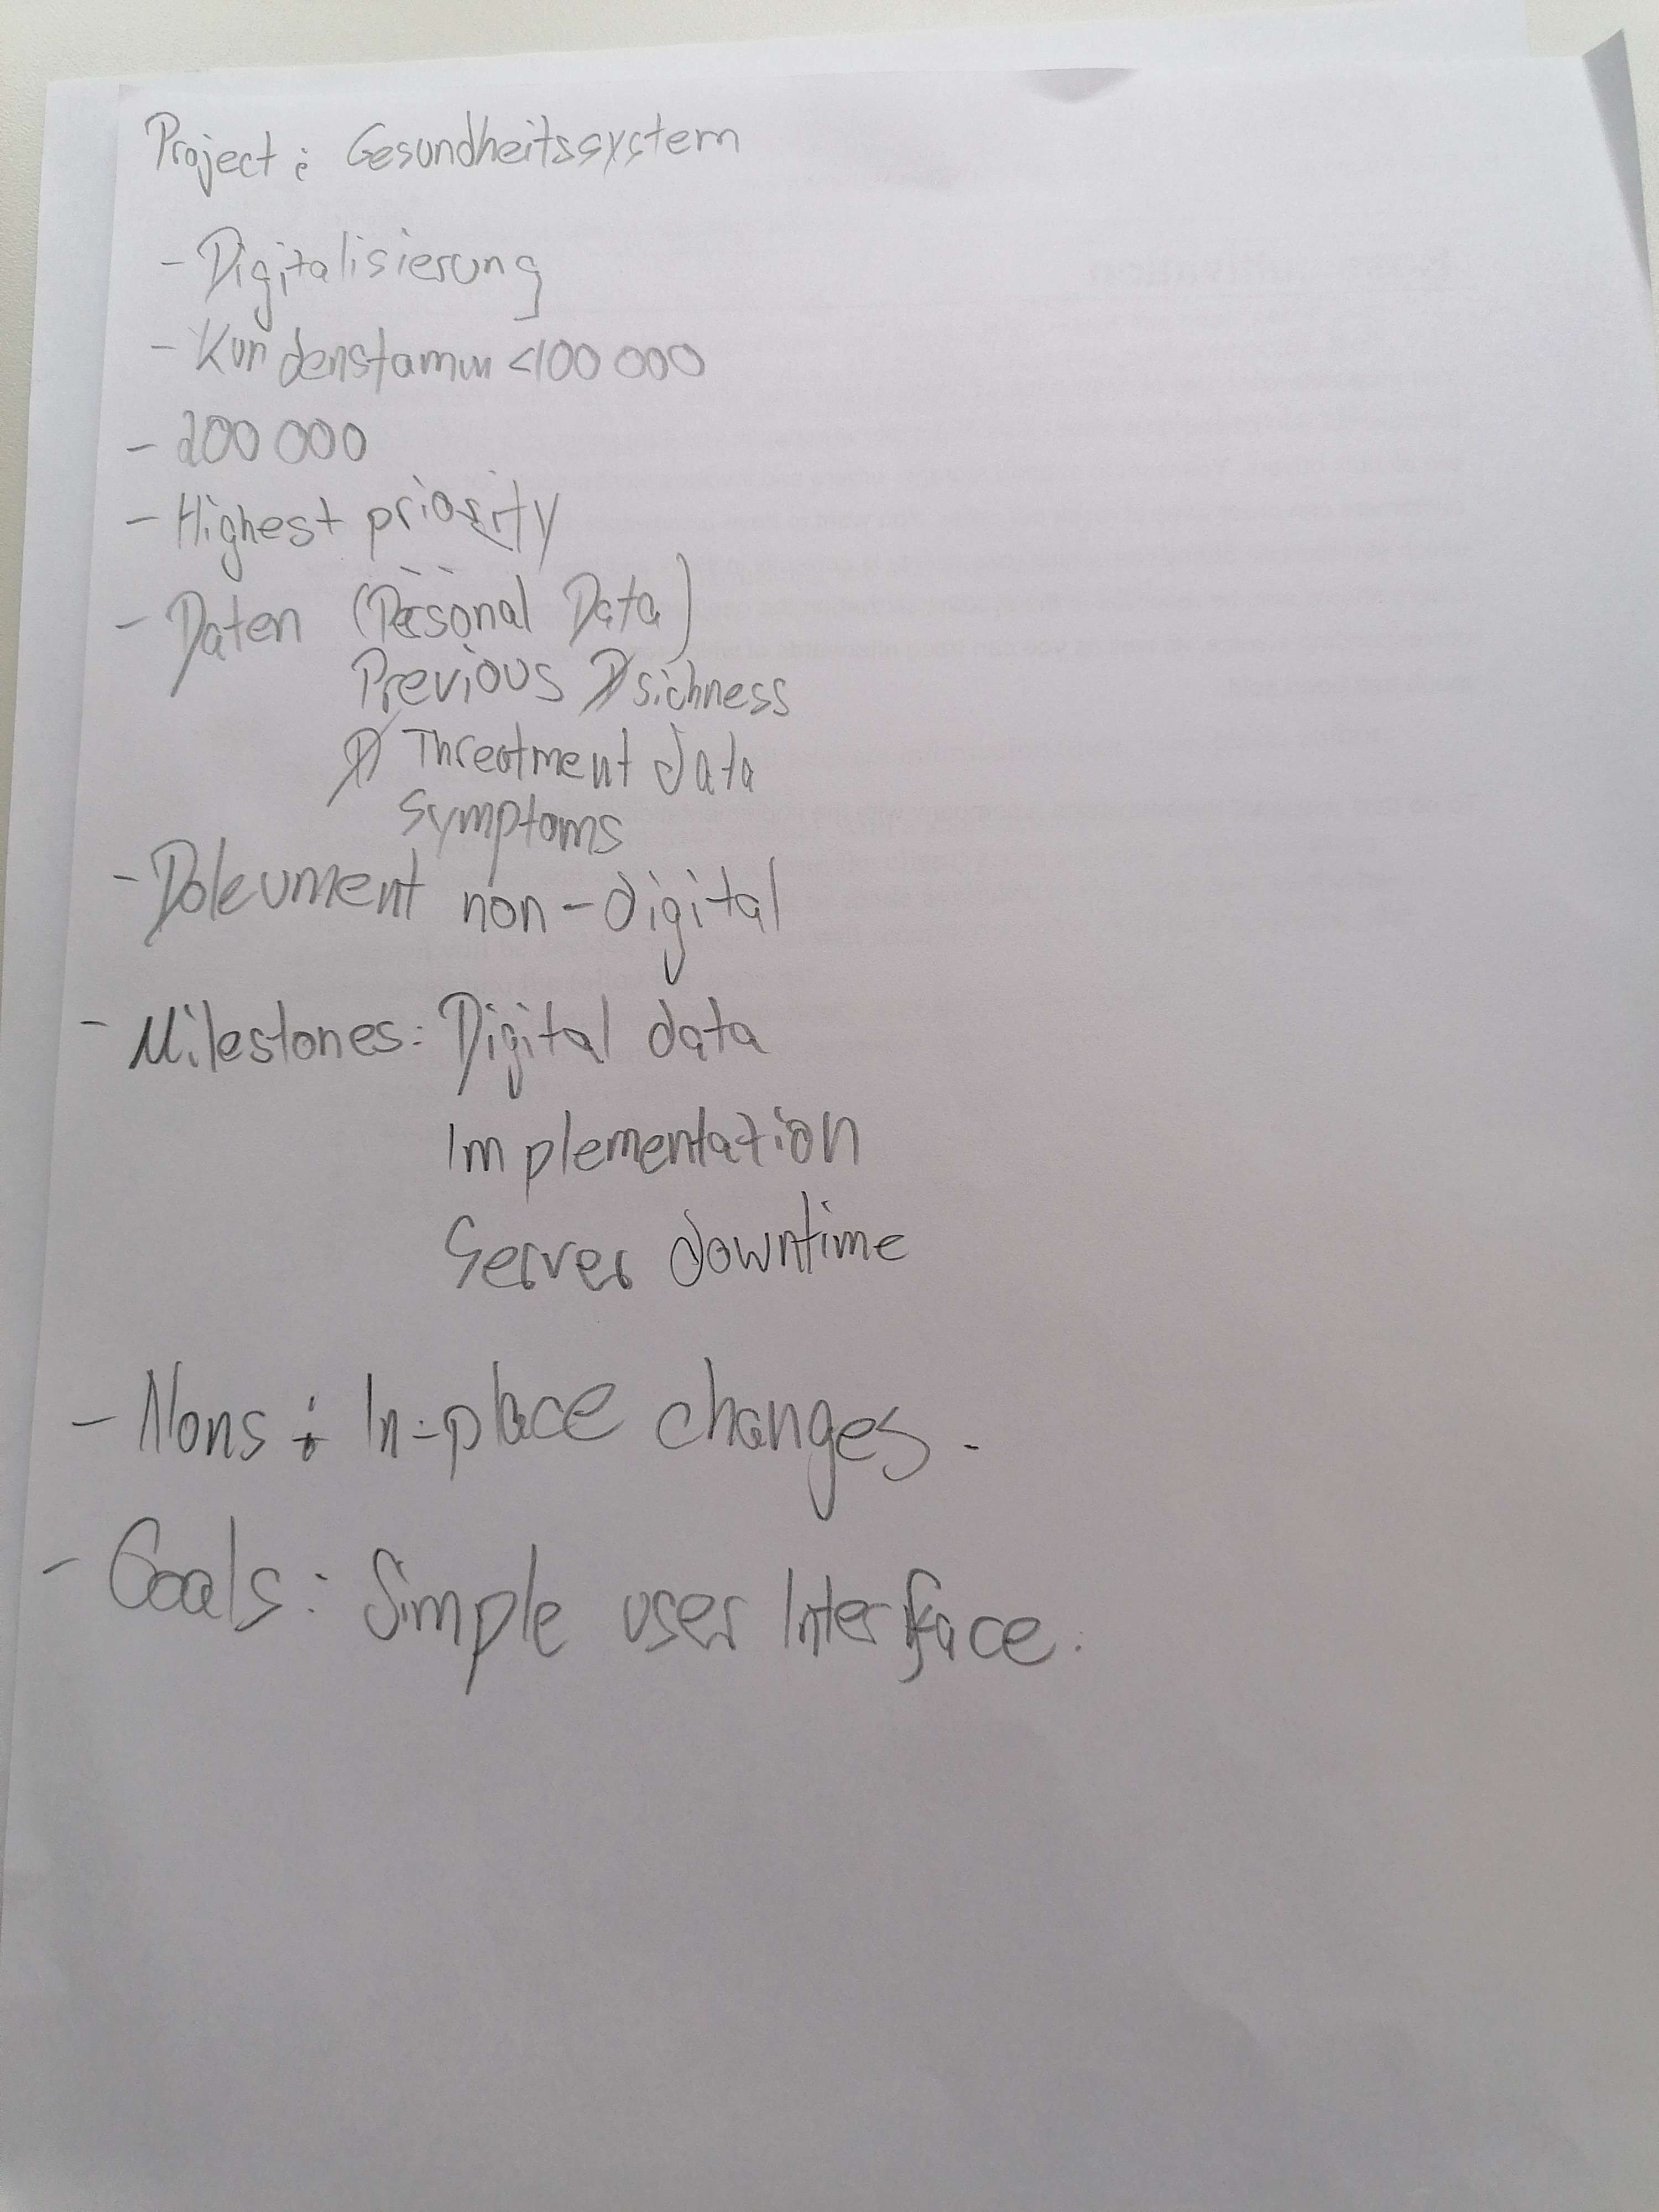 Project: Gesundheitssystem
- Digitalisierung
- Kundenstamm <100 000
- 200 000
- Highest priority
- Daten (Personal Data)
Previous sickness
Threatment data
Symptoms
- Dokument non-digital
- Milestones: Digital data
Implementation
Server downtime
- Nons: In-place changes.
- Goals: Simple user Interface.